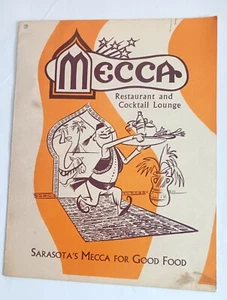 MECCA
Restaurant and
Cocktail Lounge
SARASOTA'S MECCA FOR GOOD FOOD